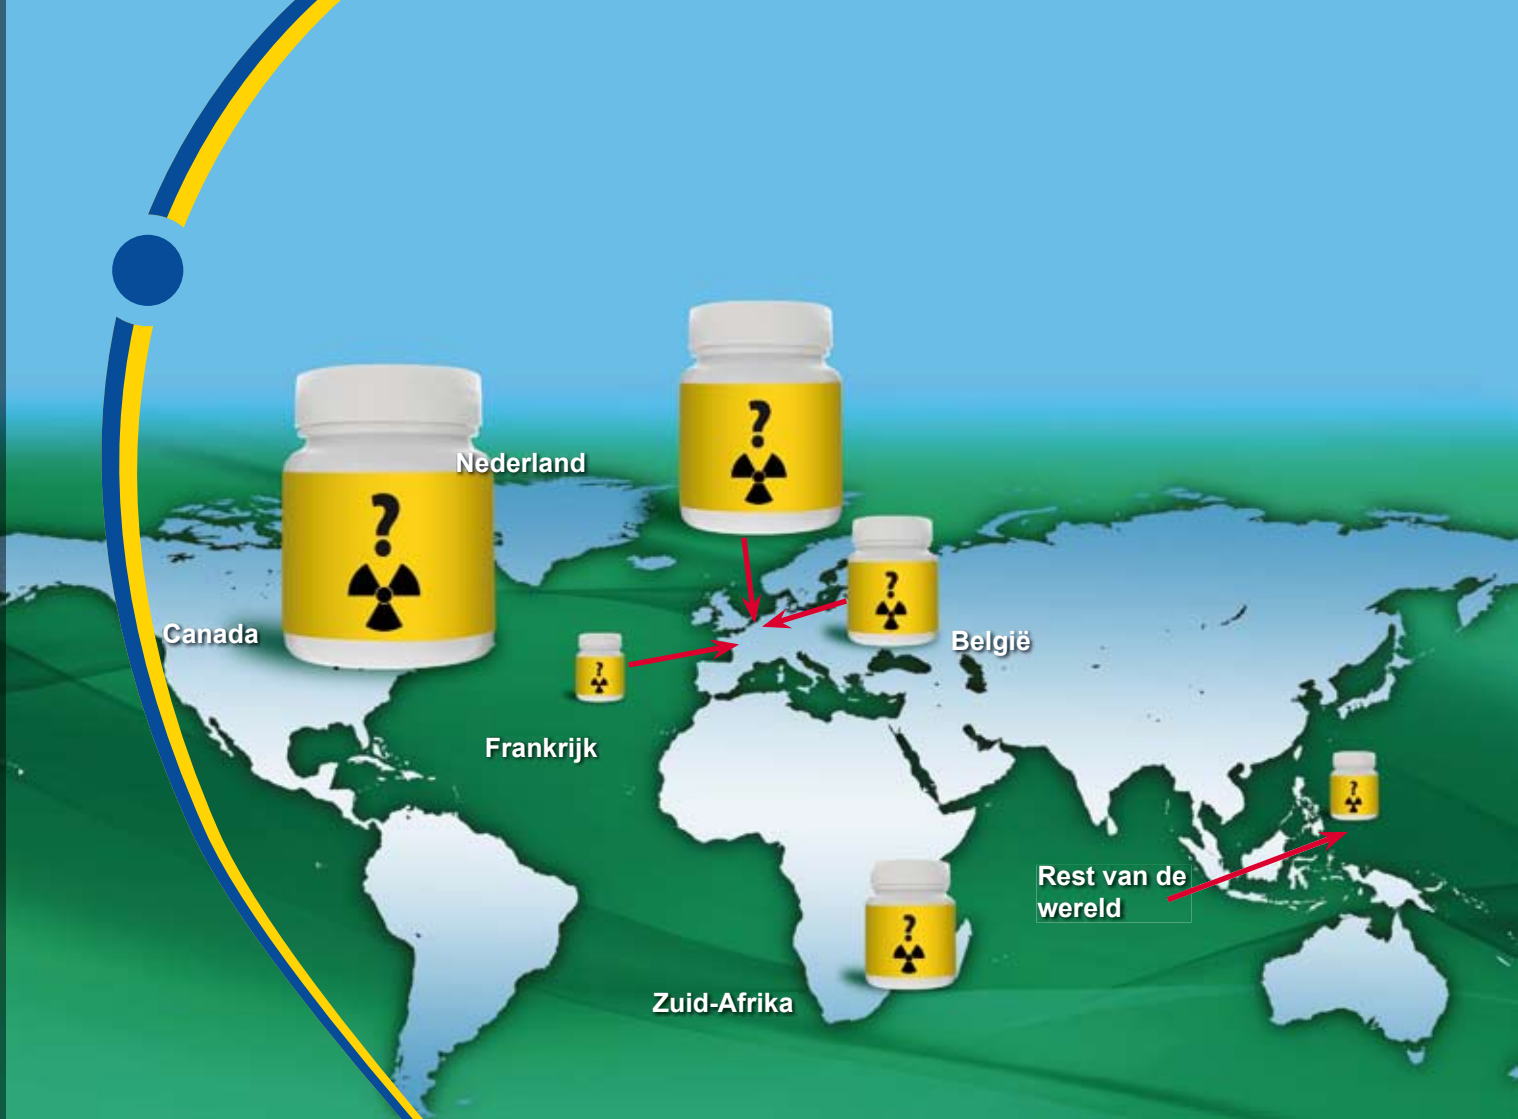 Nederland
?
?
Canada
?
België
?
Frankrijk
?
Rest van de
wereld
?
Zuid-Afrika